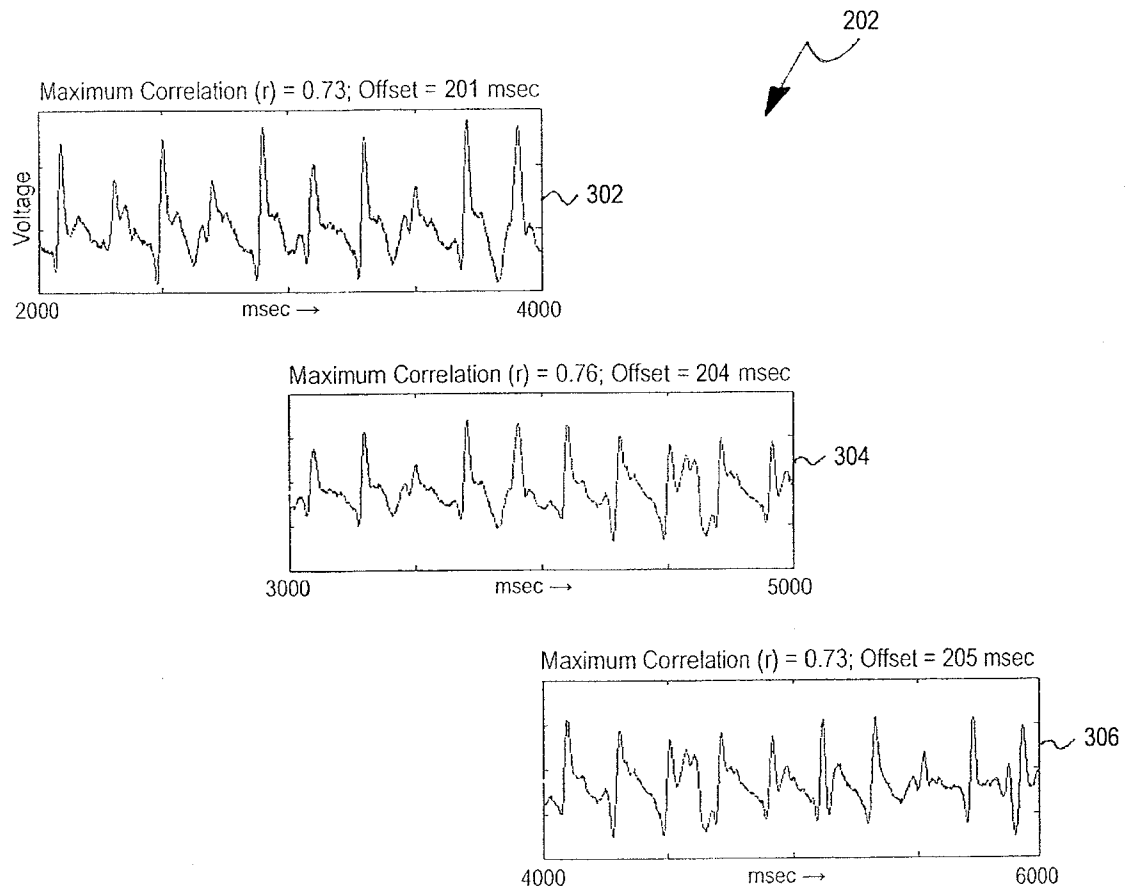 202
Maximum Correlation (r) = 0.73; Offset = 201 msec
Voltage
302
2000
msec →
4000
Maximum Correlation (r) = 0.76; Offset = 204 msec
304
3000
msec →
5000
Maximum Correlation (r) = 0.73; Offset = 205 msec
306
4000
msec →
6000